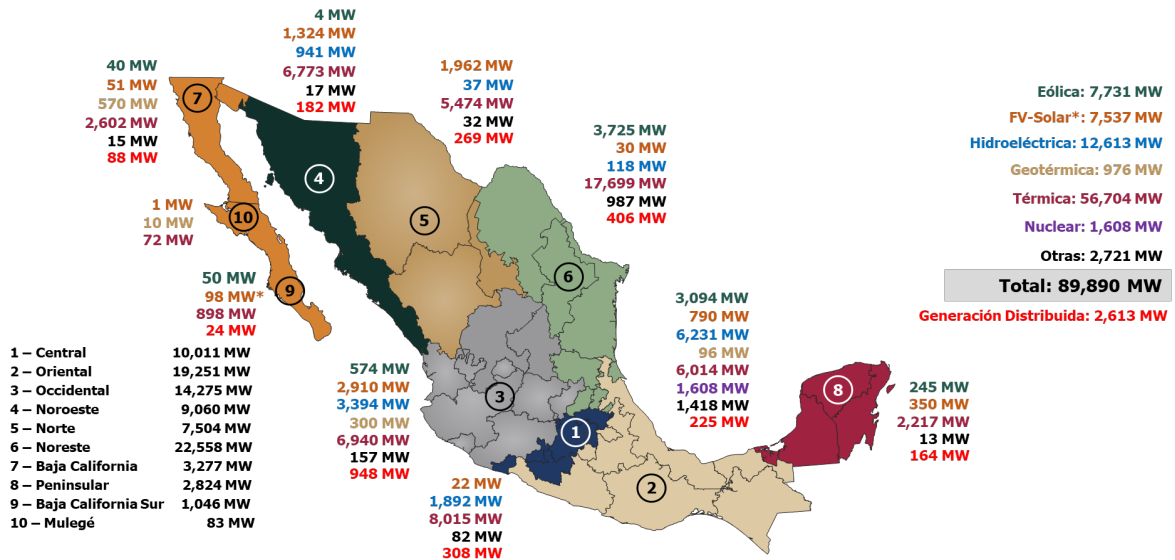 4 MW
1,324 MW
941 MW
6,773 MW
17 MW
182 MW
40 MW
51 MW
570 MW
2,602 MW
15 MW
88 MW
7
1,962 MW
37 MW
5,474 MW
32 MW
269 MW
3,725 MW
30 MW
118 MW
17,699 MW
987 MW
406 MW
Eólica: 7,731 MW
FV-Solar*: 7,537 MW
Hidroeléctrica: 12,613 MW
Geotérmica: 976 MW
Térmica: 56,704 MW
Nuclear: 1,608 MW
Otras: 2,721 MW
Total: 89,890 MW
Generación Distribuida: 2,613 MW
4
5
6
1 MW
10 MW
72 MW
10
50 MW
98 MW*
898 MW
24 MW
9
1 – Central 10,011 MW
2 – Oriental 19,251 MW
3 – Occidental 14,275 MW
4 – Noroeste 9,060 MW
5 – Norte 7,504 MW
6 – Noreste 22,558 MW
7 – Baja California 3,277 MW
8 – Peninsular 2,824 MW
9 – Baja California Sur 1,046 MW
10 – Mulegé 83 MW
574 MW
2,910 MW
3,394 MW
300 MW
6,940 MW
157 MW
948 MW
3
1
22 MW
1,892 MW
8,015 MW
82 MW
308 MW
2
3,094 MW
790 MW
6,231 MW
96 MW
6,014 MW
1,608 MW
1,418 MW
225 MW
8
245 MW
350 MW
2,217 MW
13 MW
164 MW